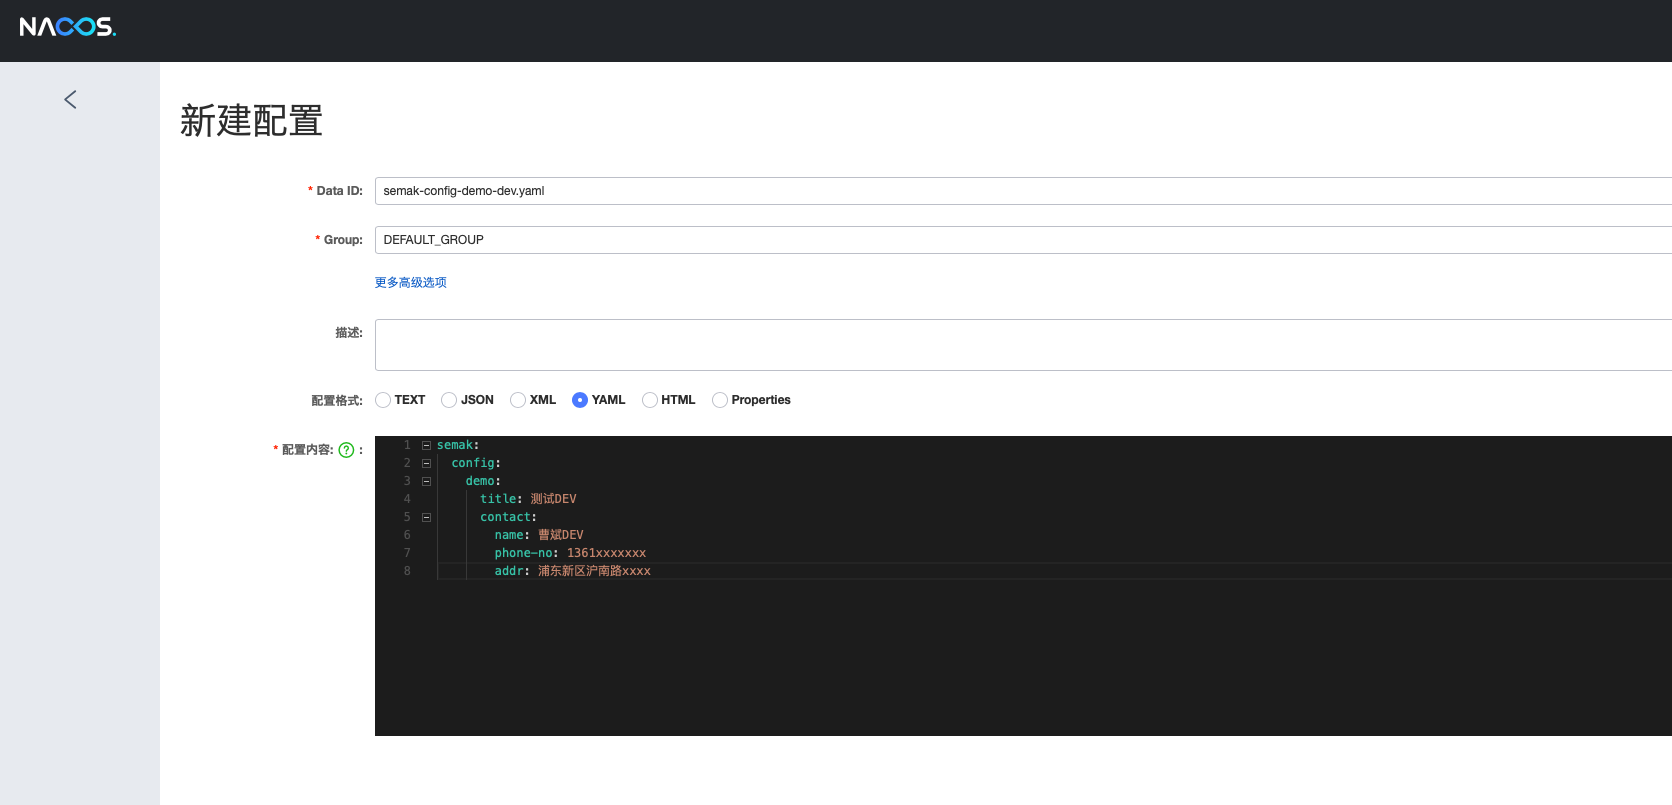 NACOS.
新建配置
* Data ID: semak-config-demo-dev.yaml
* Group: DEFAULT_GROUP
更多高级选项
描述:
配置格式: TEXT JSON XML YAML HTML Properties
* 配置内容: ? :
1 semak:
2 config:
3 demo:
4 title: 测试DEV
5 contact:
6 name: 曹斌DEV
7 phone-no: 1361xxxxxxx
8 addr: 浦东新区沪南路xxxx